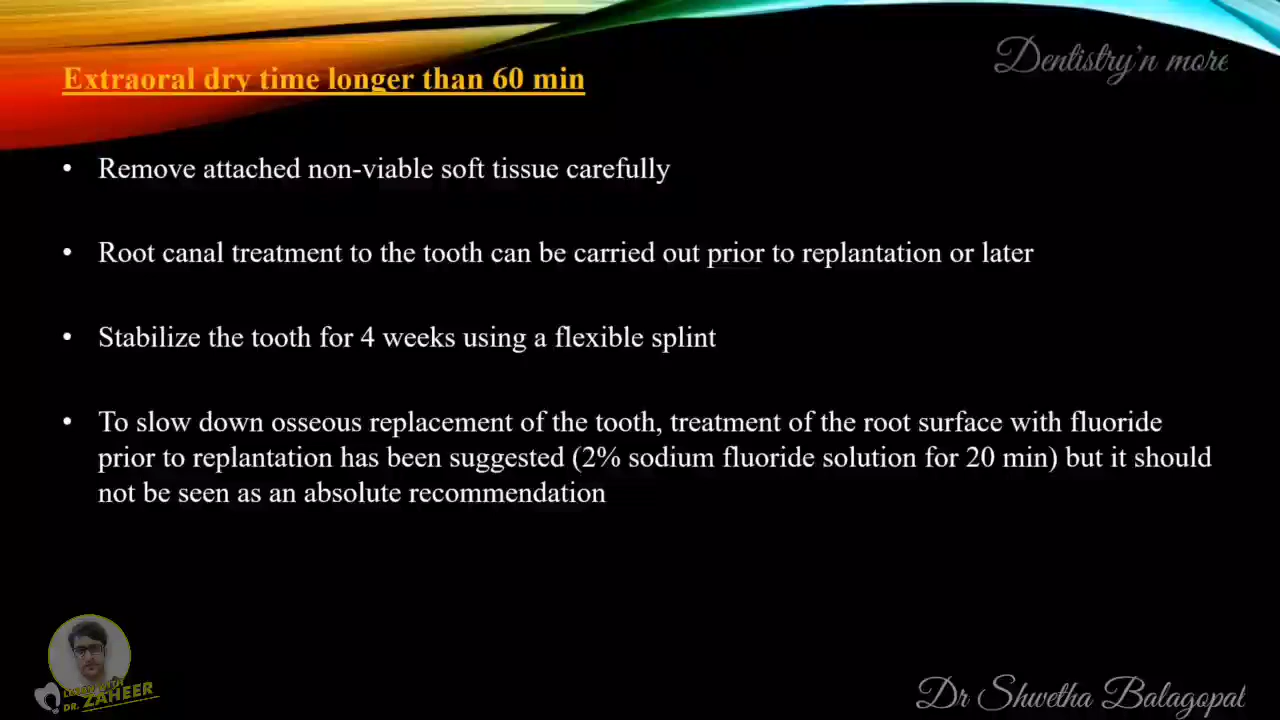 Dentistry'n more
Extraoral dry time longer than 60 min
• Remove attached non-viable soft tissue carefully
• Root canal treatment to the tooth can be carried out prior to replantation or later
• Stabilize the tooth for 4 weeks using a flexible splint
• To slow down osseous replacement of the tooth, treatment of the root surface with fluoride
prior to replantation has been suggested (2% sodium fluoride solution for 20 min) but it should
not be seen as an absolute recommendation
LEARN WITH
DR. ZAHEER
Dr Shwetha Balagopal